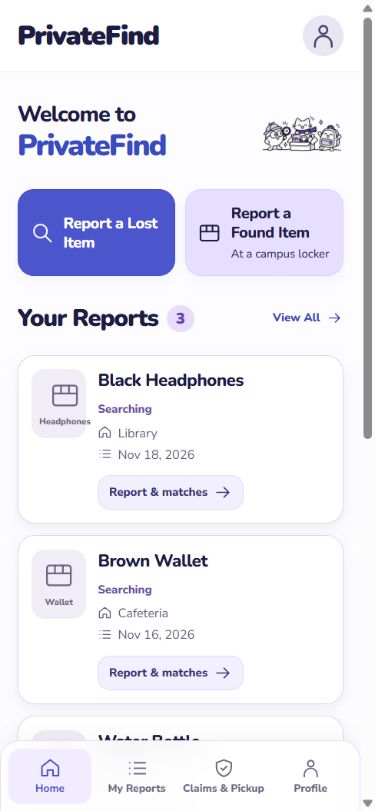 PrivateFind
Welcome to
PrivateFind
Report a Lost
Item
Report a
Found Item
At a campus locker
Your Reports 3
View All
Headphones
Black Headphones
Searching
Library
Nov 18, 2026
Report & matches
Wallet
Brown Wallet
Searching
Cafeteria
Nov 16, 2026
Report & matches
Water Bottle
Home
My Reports
Claims & Pickup
Profile